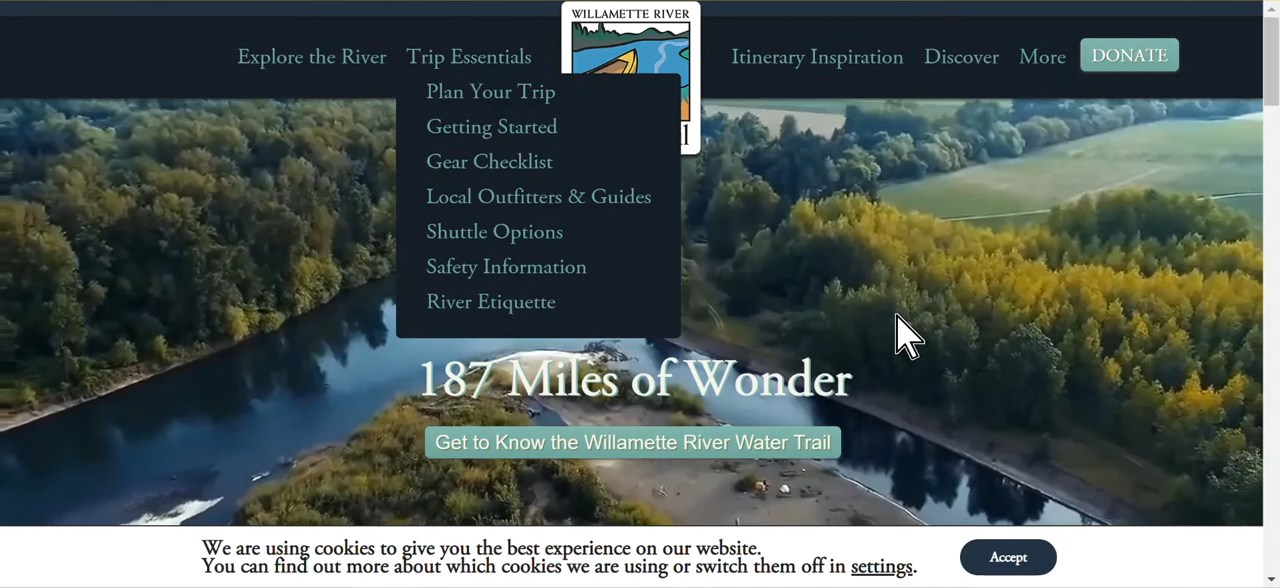 WILLAMETTE RIVER
Explore the River
Trip Essentials
Itinerary Inspiration
Discover
More
DONATE
Plan Your Trip
Getting Started
Gear Checklist
Local Outfitters & Guides
Shuttle Options
Safety Information
River Etiquette
187 Miles of Wonder
Get to Know the Willamette River Water Trail
We are using cookies to give you the best experience on our website.
You can find out more about which cookies we are using or switch them off in settings.
Accept